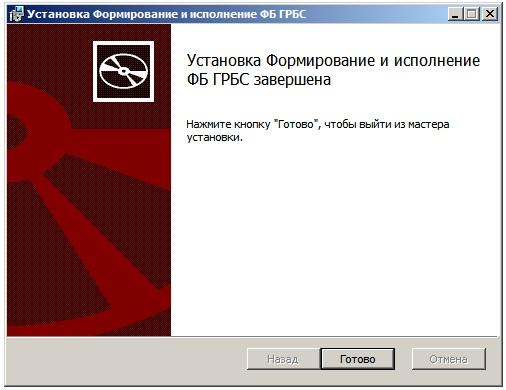 Установка Формирование и исполнение ФБ ГРБС
Установка Формирование и исполнение
ФБ ГРБС завершена
Нажмите кнопку "Готово", чтобы выйти из мастера
установки.
Назад
Готово
Отмена